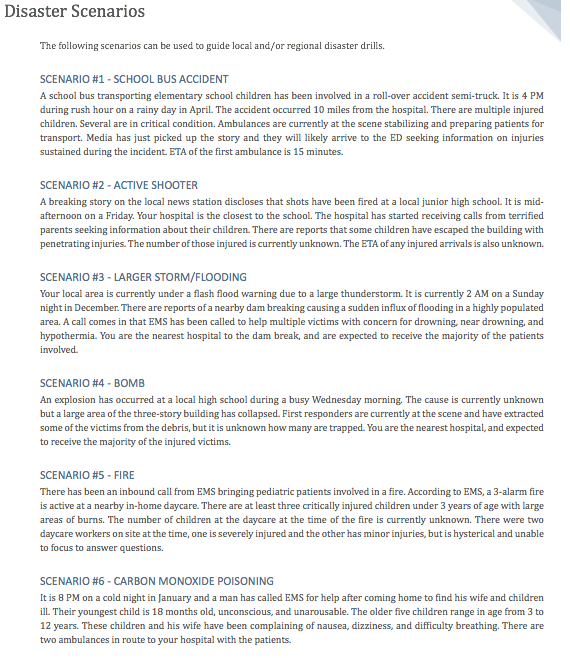 Disaster Scenarios
The following scenarios can be used to guide local and/or regional disaster drills.
SCENARIO #1 - SCHOOL BUS ACCIDENT
A school bus transporting elementary school children has been involved in a roll-over accident semi-truck. It is 4 PM
during rush hour on a rainy day in April. The accident occurred 10 miles from the hospital. There are multiple injured
children. Several are in critical condition. Ambulances are currently at the scene stabilizing and preparing patients for
transport. Media has just picked up the story and they will likely arrive to the ED seeking information on injuries
sustained during the incident. ETA of the first ambulance is 15 minutes.
SCENARIO #2 - ACTIVE SHOOTER
A breaking story on the local news station discloses that shots have been fired at a local junior high school. It is mid-
afternoon on a Friday. Your hospital is the closest to the school. The hospital has started receiving calls from terrified
parents seeking information about their children. There are reports that some children have escaped the building with
penetrating injuries. The number of those injured is currently unknown. The ETA of any injured arrivals is also unknown.
SCENARIO #3 - LARGER STORM/FLOODING
Your local area is currently under a flash flood warning due to a large thunderstorm. It is currently 2 AM on a Sunday
night in December. There are reports of a nearby dam breaking causing a sudden influx of flooding in a highly populated
area. A call comes in that EMS has been called to help multiple victims with concern for drowning, near drowning, and
hypothermia. You are the nearest hospital to the dam break, and are expected to receive the majority of the patients
involved.
SCENARIO #4 - BOMB
An explosion has occurred at a local high school during a busy Wednesday morning. The cause is currently unknown
but a large area of the three-story building has collapsed. First responders are currently at the scene and have extracted
some of the victims from the debris, but it is unknown how many are trapped. You are the nearest hospital, and expected
to receive the majority of the injured victims.
SCENARIO #5 - FIRE
There has been an inbound call from EMS bringing pediatric patients involved in a fire. According to EMS, a 3-alarm fire
is active at a nearby in-home daycare. There are at least three critically injured children under 3 years of age with large
areas of burns. The number of children at the daycare at the time of the fire is currently unknown. There were two
daycare workers on site at the time, one is severely injured and the other has minor injuries, but is hysterical and unable
to focus to answer questions.
SCENARIO #6 - CARBON MONOXIDE POISONING
It is 8 PM on a cold night in January and a man has called EMS for help after coming home to find his wife and children
ill. Their youngest child is 18 months old, unconscious, and unarousable. The older five children range in age from 3 to
12 years. These children and his wife have been complaining of nausea, dizziness, and difficulty breathing. There are
two ambulances in route to your hospital with the patients.